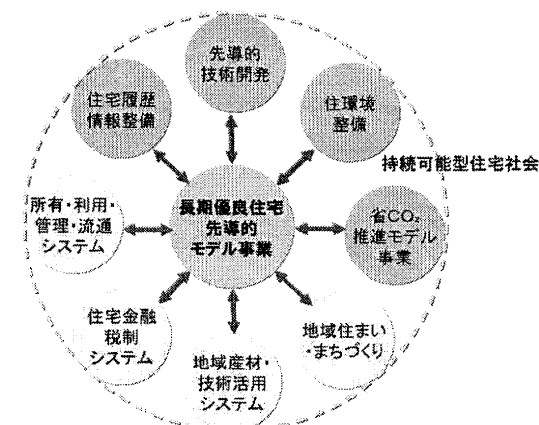 先導的
技術開発
住宅履歴
情報整備
住環境
整備
持続可能型住宅社会
所有・利用・
管理・流通
システム
長期優良住宅
先導的
モデル事業
省CO₂
推進モデル
事業
住宅金融
税制
システム
地域住まい
・まちづくり
地域産材・
技術活用
システム